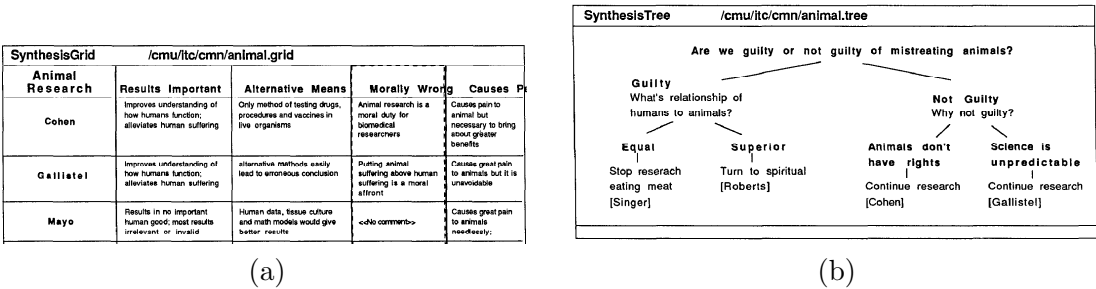 SynthesisGrid /cmu/itc/cmn/animal.grid
Animal Research Results Important Alternative Means Morally Wrong Causes P
Cohen
Improves understanding of
how humans function;
alleviates human suffering
Only method of testing drugs,
procedures and vaccines in
live organisms
Animal research is a
moral duty for
biomedical
researchers
Causes pain to
animal but
necessary to bring
about greater
benefits
Gallistel
Improves understanding of
how humans function;
alleviates human suffering
alternative methods easily
lead to erroneous conclusion
Putting animal
suffering above human
suffering is a moral
affront
Causes great pain
to animals but it is
unavoidable
Mayo
Results in no important
human good; most results
irrelevant or invalid
Human data, tissue culture
and math models would give
better results
<<No comment>>
Causes great pain
to animals
needlessly;
(a)
SynthesisTree /cmu/itc/cmn/animal.tree
Are we guilty or not guilty of mistreating animals?
Guilty
What's relationship of
humans to animals?
Not Guilty
Why not guilty?
Equal
Stop reserach
eating meat
[Singer]
Superior
Turn to spiritual
[Roberts]
Animals don't
have rights
Continue research
[Cohen]
Science is
unpredictable
Continue research
[Gallistel]
(b)